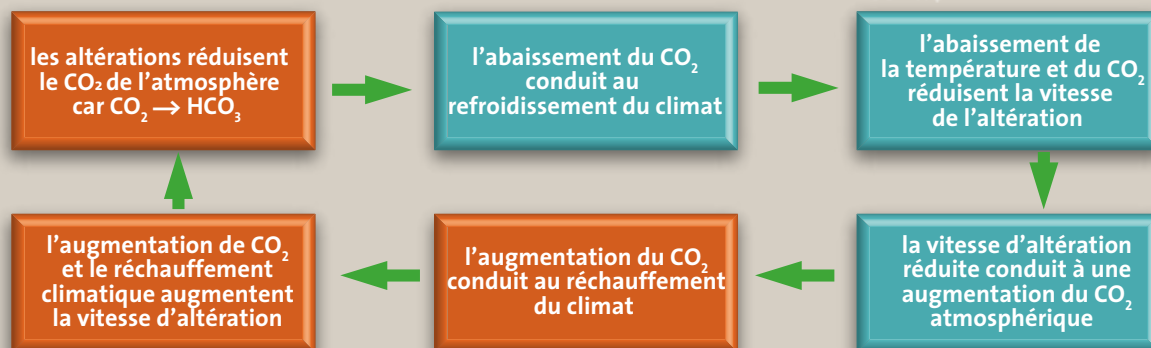 les altérations réduisent
le CO₂ de l'atmosphère
car CO₂ → HCO₃
l'abaissement du CO₂
conduit au
refroidissement du climat
l'abaissement de
la température et du CO₂
réduisent la vitesse
de l'altération
la vitesse d'altération
réduite conduit à une
augmentation du CO₂
atmosphérique
l'augmentation du CO₂
conduit au réchauffement
du climat
l'augmentation de CO₂
et le réchauffement
climatique augmentent
la vitesse d'altération